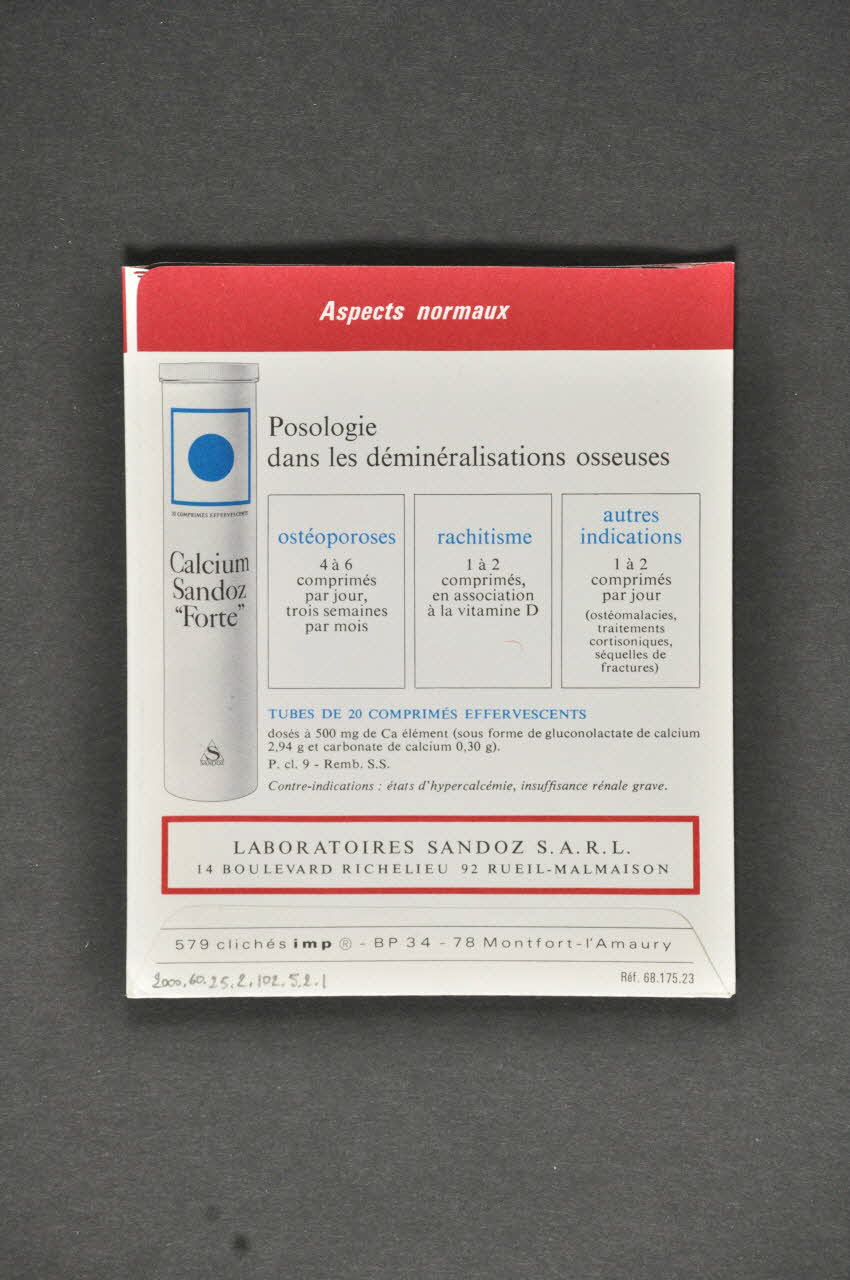 Aspects normaux
20 COMPRIMES EFFERVESCENTS
Calcium
Sandoz
"Forte"
S
SANDOZ
Posologie
dans les déminéralisations osseuses
ostéoporoses
4 à 6
comprimés
par jour,
trois semaines
par mois
rachitisme
1 à 2
comprimés,
en association
à la vitamine D
autres
indications
1 à 2
comprimés
par jour
(ostéomalacies,
traitements
cortisoniques,
séquelles de
fractures)
TUBES DE 20 COMPRIMÉS EFFERVESCENTS
dosés à 500 mg de Ca élément (sous forme de gluconolactate de calcium
2,94 g et carbonate de calcium 0,30 g).
P. cl. 9 - Remb. S.S.
Contre-indications : états d'hypercalcémie, insuffisance rénale grave.
LABORATOIRES SANDOZ S.A.R.L.
14 BOULEVARD RICHELIEU 92 RUEIL-MALMAISON
579 clichés imp ® - BP 34 - 78 Montfort-l'Amaury
2000.60.25.2.102.5.2.1
Réf. 68.175.23